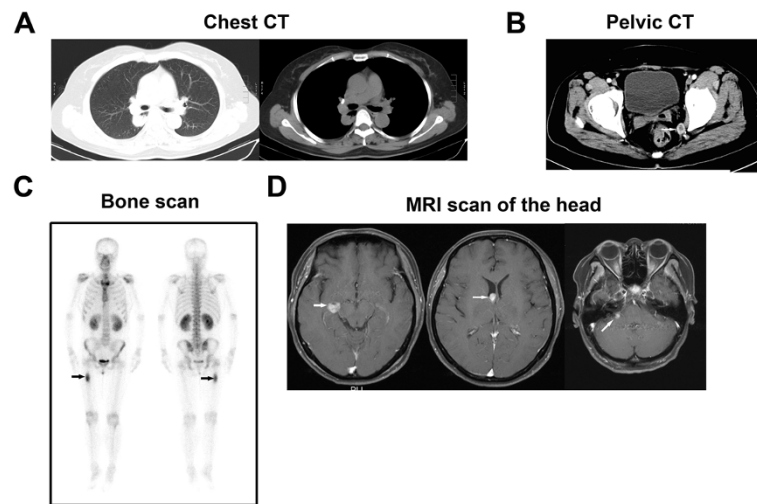 A
Chest CT
B
Pelvic CT
C
Bone scan
D
MRI scan of the head